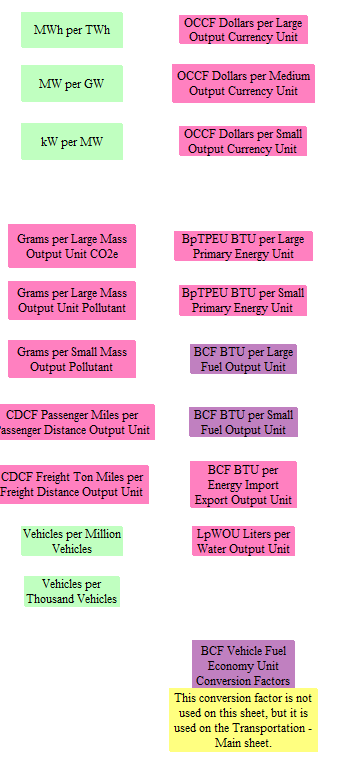 MWh per TWh
MW per GW
kW per MW
Grams per Large Mass
Output Unit CO2e
Grams per Large Mass
Output Unit Pollutant
Grams per Small Mass
Output Pollutant
CDCF Passenger Miles per
assenger Distance Output Unit
CDCF Freight Ton Miles per
Freight Distance Output Unit
Vehicles per Million
Vehicles
Vehicles per
Thousand Vehicles
OCCF Dollars per Large
Output Currency Unit
OCCF Dollars per Medium
Output Currency Unit
OCCF Dollars per Small
Output Currency Unit
BpTPEU BTU per Large
Primary Energy Unit
BpTPEU BTU per Small
Primary Energy Unit
BCF BTU per Large
Fuel Output Unit
BCF BTU per Small
Fuel Output Unit
BCF BTU per
Energy Import
Export Output Unit
LpWOU Liters per
Water Output Unit
BCF Vehicle Fuel
Economy Unit
Conversion Factors
This conversion factor is not
used on this sheet, but it is
used on the Transportation -
Main sheet.